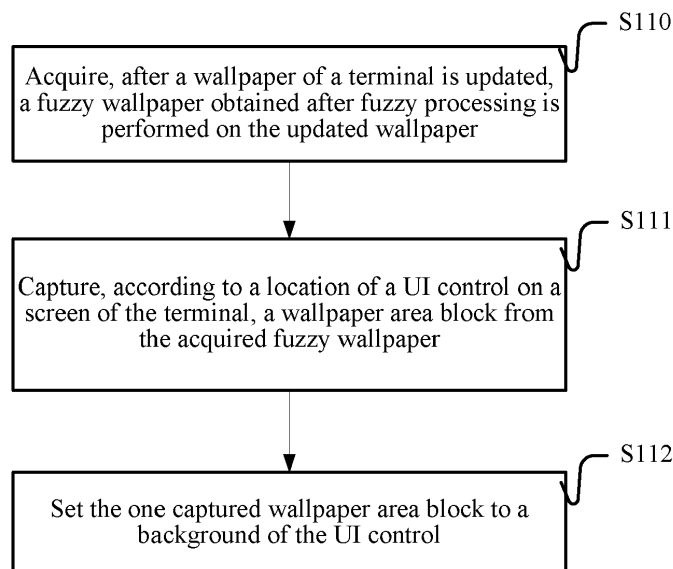 S110
Acquire, after a wallpaper of a terminal is updated,
a fuzzy wallpaper obtained after fuzzy processing is
performed on the updated wallpaper
S111
Capture, according to a location of a UI control on a
screen of the terminal, a wallpaper area block from
the acquired fuzzy wallpaper
S112
Set the one captured wallpaper area block to a
background of the UI control